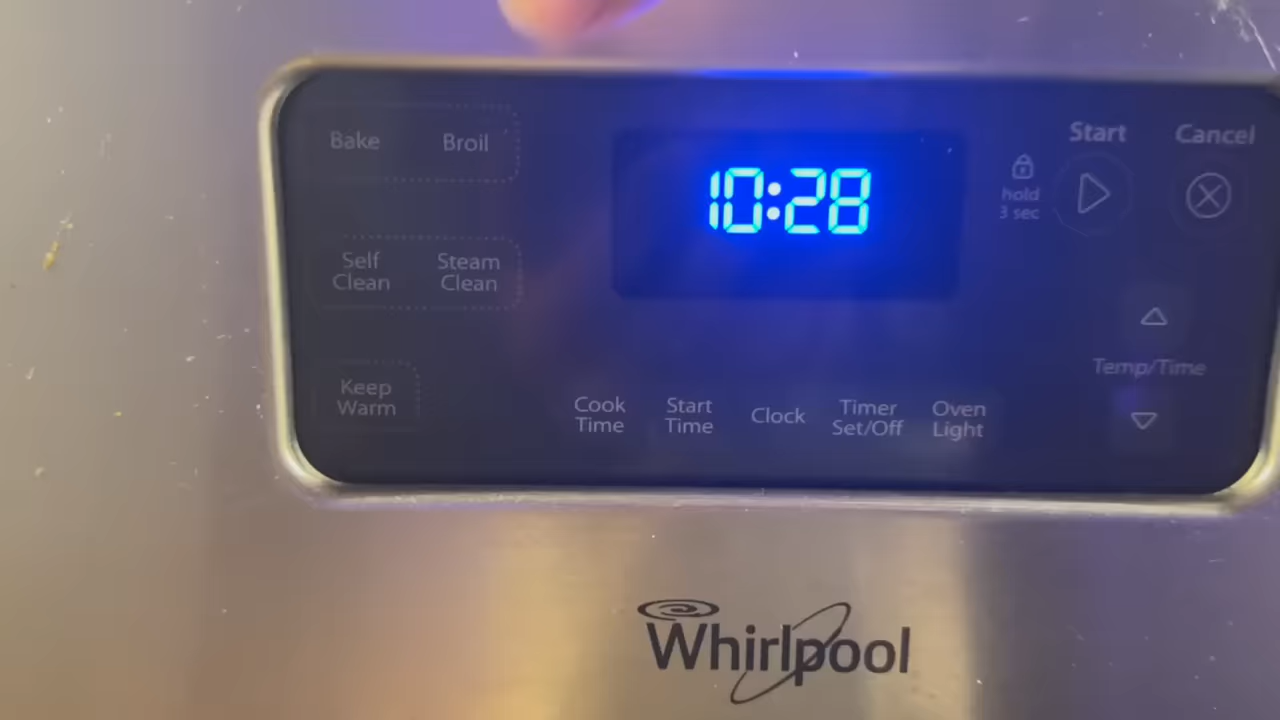 Bake
Broil
10:28
Start
Cancel
hold
3 sec
Self
Clean
Steam
Clean
Temp/Time
Keep
Warm
Cook
Time
Start
Time
Clock
Timer
Set/Off
Oven
Light
Whirlpool